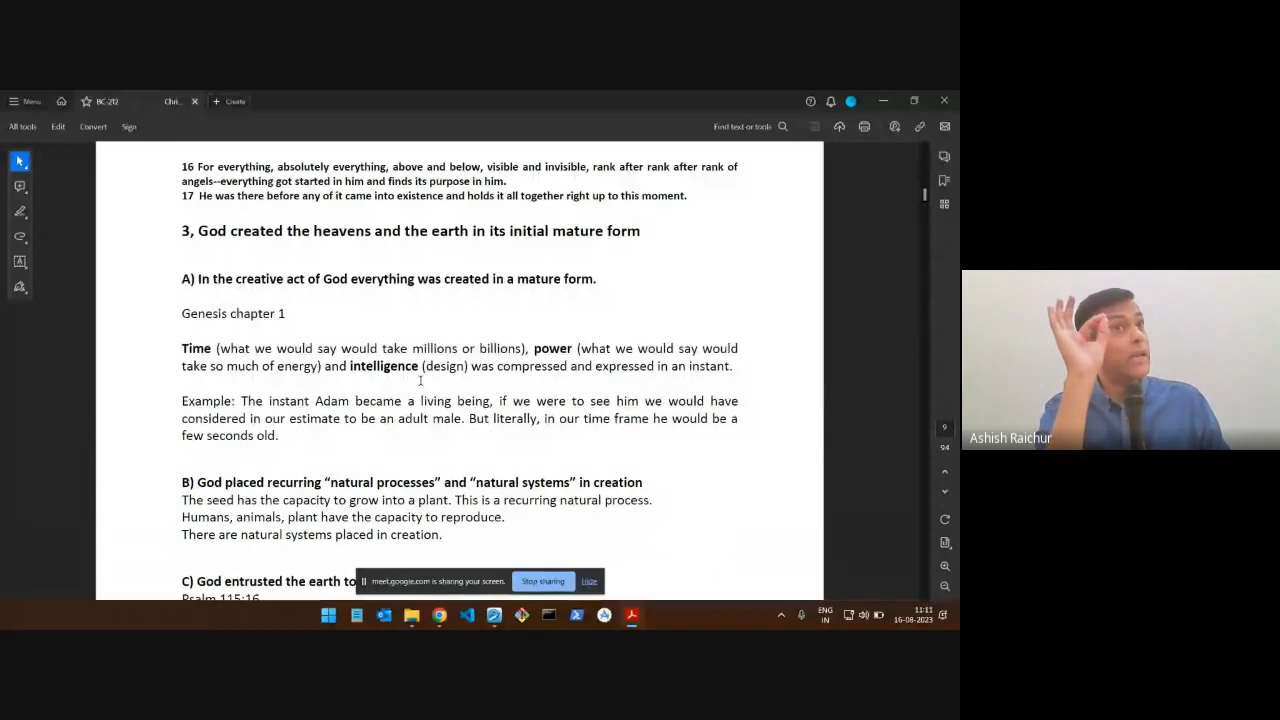 Menu
BC-212
Chri...
Create
All tools
Edit
Convert
Sign
Find text or tools
16 For everything, absolutely everything, above and below, visible and invisible, rank after rank after rank of
angels--everything got started in him and finds its purpose in him.
17 He was there before any of it came into existence and holds it all together right up to this moment.
3, God created the heavens and the earth in its initial mature form
A) In the creative act of God everything was created in a mature form.
Genesis chapter 1
Time (what we would say would take millions or billions), power (what we would say would
take so much of energy) and intelligence (design) was compressed and expressed in an instant.
Example: The instant Adam became a living being, if we were to see him we would have
considered in our estimate to be an adult male. But literally, in our time frame he would be a
few seconds old.
B) God placed recurring “natural processes” and “natural systems” in creation
The seed has the capacity to grow into a plant. This is a recurring natural process.
Humans, animals, plant have the capacity to reproduce.
There are natural systems placed in creation.
C) God entrusted the earth to
Psalm 115:16
9
94
meet.google.com is sharing your screen.
Stop sharing
Hide
ENG
IN
11:11
16-08-2023
Ashish Raichur